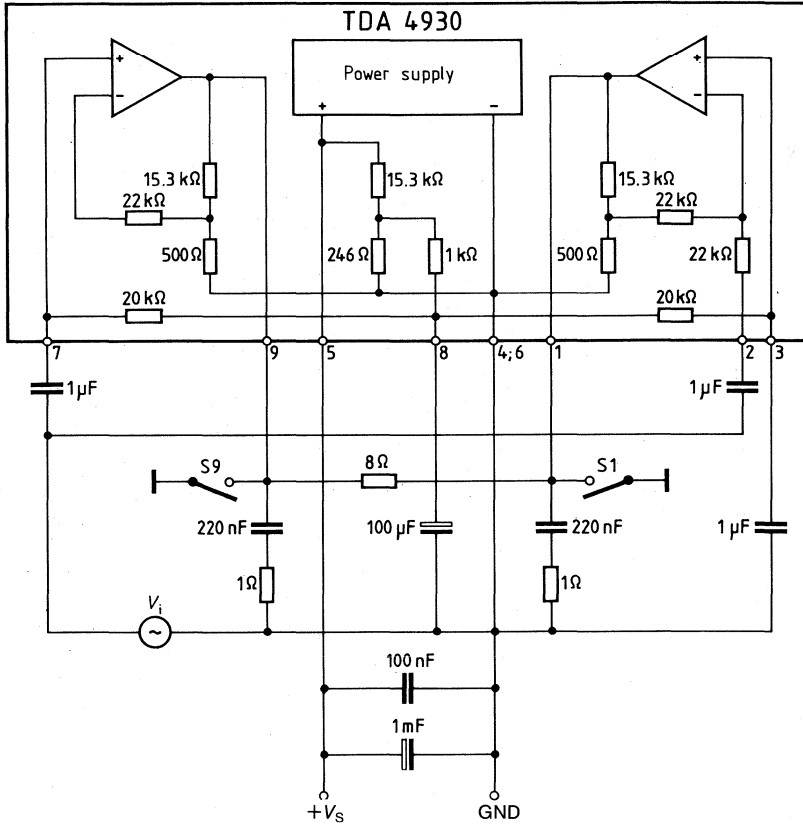 TDA 4930
Power supply
+ −
+ +
− −
15.3 kΩ 15.3 kΩ 15.3 kΩ
22 kΩ 22 kΩ
500 Ω 246 Ω 1 kΩ 500 Ω 22 kΩ
20 kΩ 20 kΩ
7 9 5 8 4;6 1 2 3
1 µF 1 µF
S9 8 Ω S1
220 nF 100 µF 220 nF 1 µF
1Ω 1Ω
Vi
~
100 nF
1 mF
+VS GND